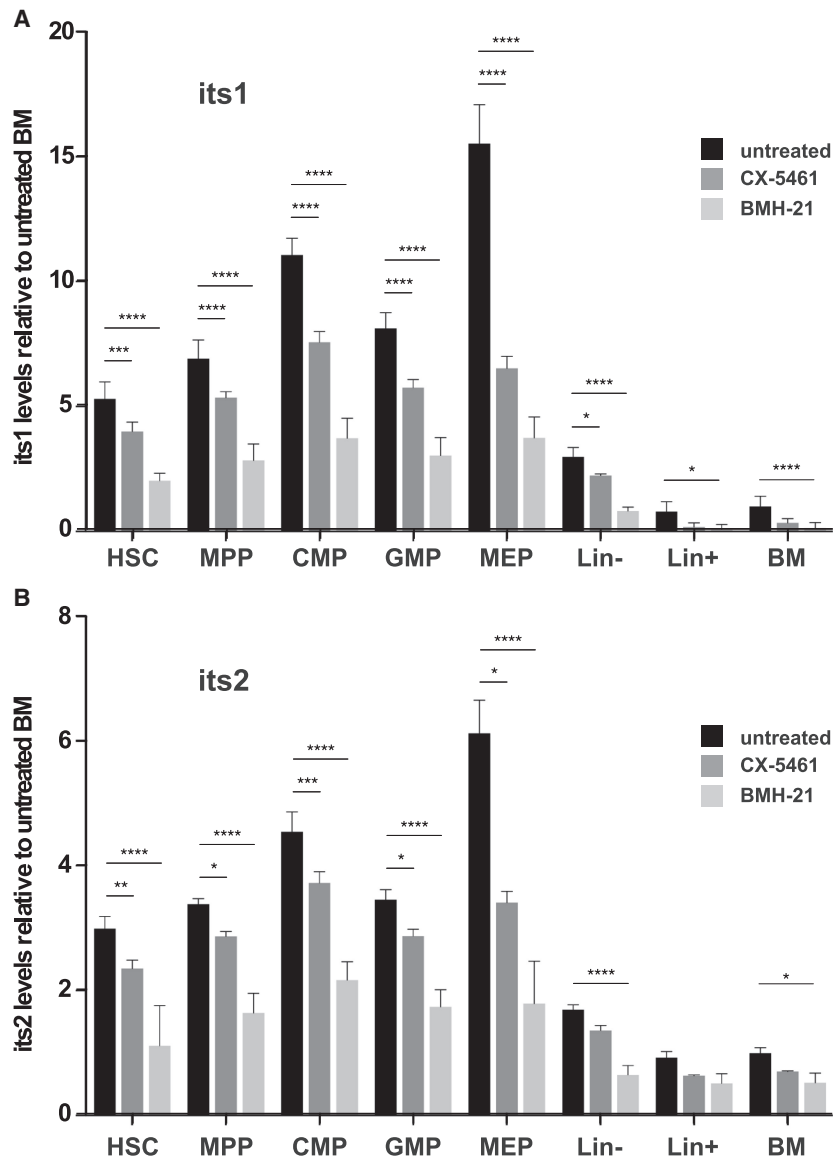 A
20
its1
untreated
CX-5461
BMH-21
15
10
5
0
its1 levels relative to untreated BM
**** ***
**** ****
**** ****
**** ****
**** ****
**** *
*
****
HSC MPP CMP GMP MEP Lin- Lin+ BM
B
8
its2
untreated
CX-5461
BMH-21
6
4
2
0
its2 levels relative to untreated BM
**** **
**** *
**** ***
**** *
**** *
****
*
HSC MPP CMP GMP MEP Lin- Lin+ BM